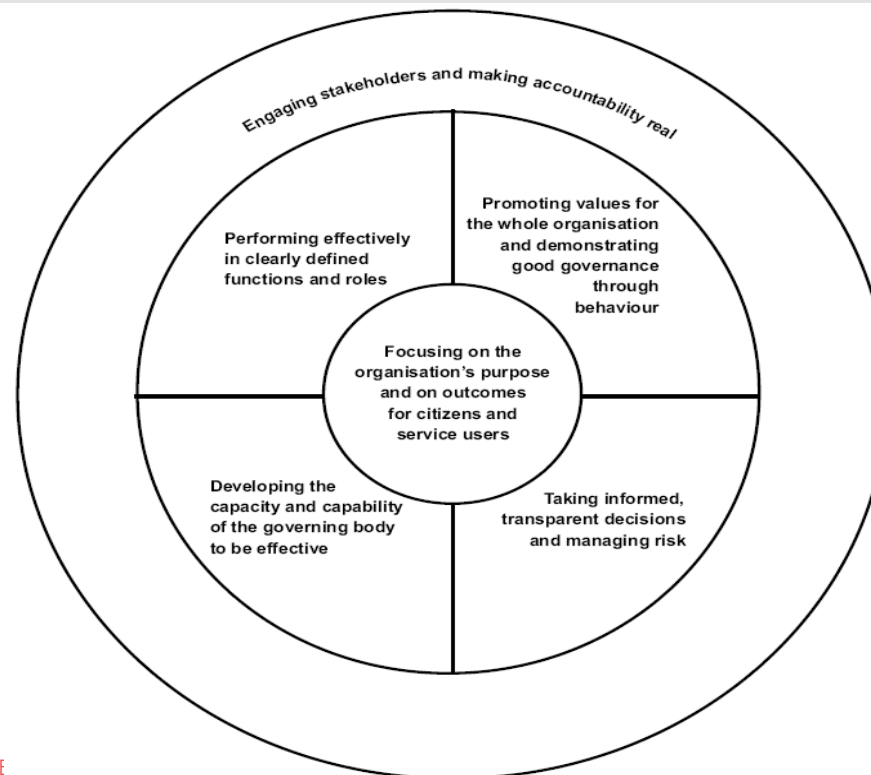 Engaging stakeholders and making accountability real
Performing effectively
in clearly defined
functions and roles
Promoting values for
the whole organisation
and demonstrating
good governance
through
behaviour
Focusing on the
organisation's purpose
and on outcomes
for citizens and
service users
Developing the
capacity and capability
of the governing body
to be effective
Taking informed,
transparent decisions
and managing risk